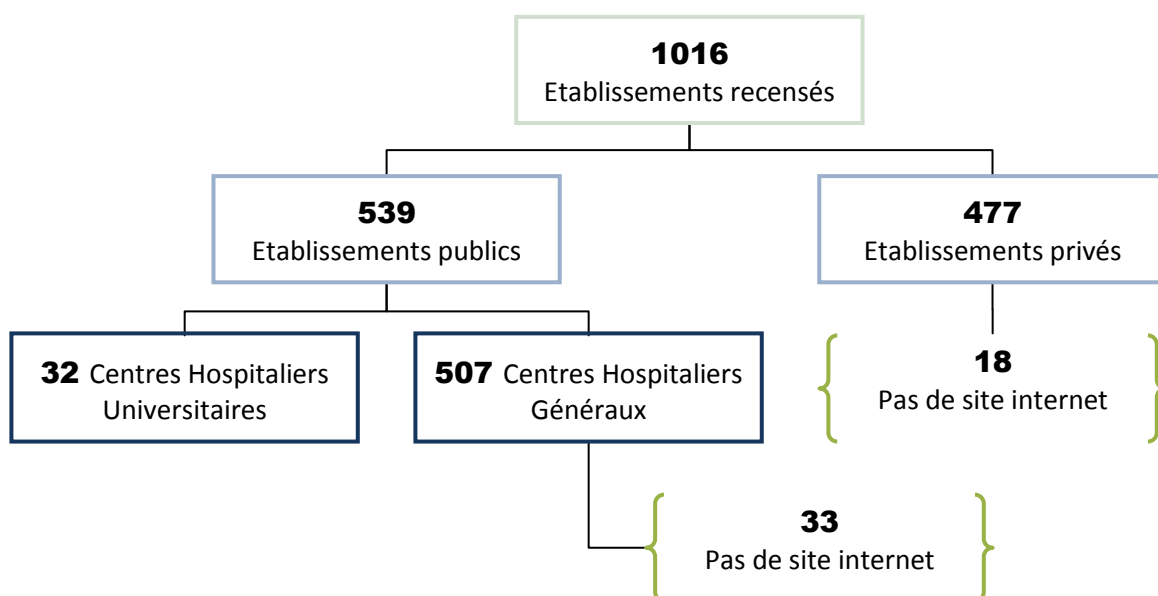 1016
Etablissements recensés
539
Etablissements publics
477
Etablissements privés
32 Centres Hospitaliers
Universitaires
507 Centres Hospitaliers
Généraux
18
Pas de site internet
33
Pas de site internet